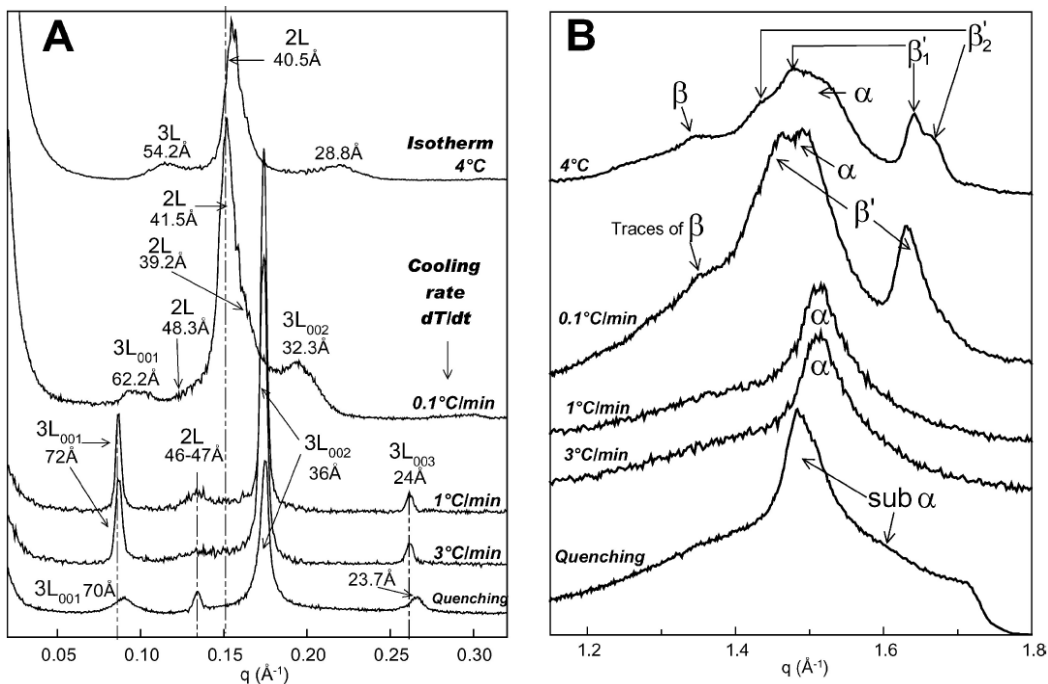 A
2L
40.5Å
3L
54.2Å
28.8Å
Isotherm
4°C
2L
41.5Å
2L
39.2Å
2L
48.3Å
3L001
62.2Å
3L002
32.3Å
Cooling
rate
dT/dt
0.1°C/min
3L001
72Å
2L
46-47Å
3L002
36Å
3L003
24Å
1°C/min
3°C/min
3L001 70Å
23.7Å
Quenching
0.05 0.10 0.15 0.20 0.25 0.30
q (Å-1)
B
β'2
β'1
β
α
4°C
α
β'
Traces of β
0.1°C/min
α
α
1°C/min
3°C/min
sub α
Quenching
1.2 1.4 1.6 1.8
q (Å-1)